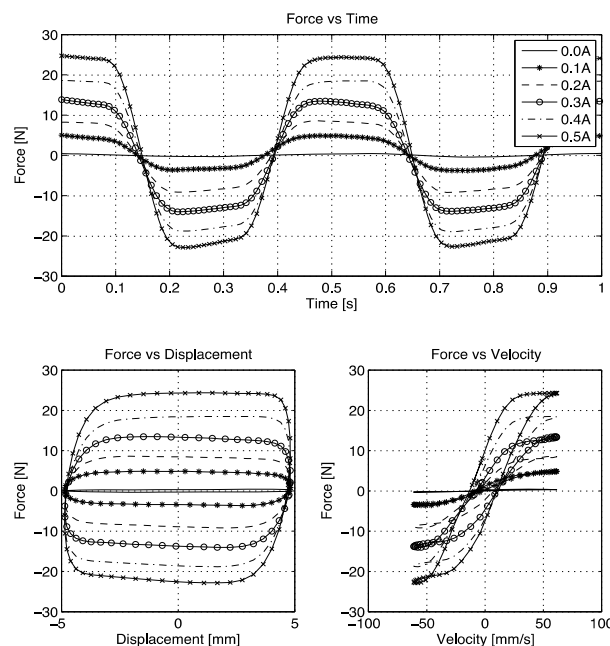 Force vs Time
30
20
10
0
−10
−20
−30
Force [N]
0 0.1 0.2 0.3 0.4 0.5 0.6 0.7 0.8 0.9 1
Time [s]
0.0A
0.1A
0.2A
0.3A
0.4A
0.5A
Force vs Displacement
30
20
10
0
−10
−20
−30
Force [N]
−5 0 5
Displacement [mm]
Force vs Velocity
30
20
10
0
−10
−20
−30
Force [N]
−100 −50 0 50 100
Velocity [mm/s]